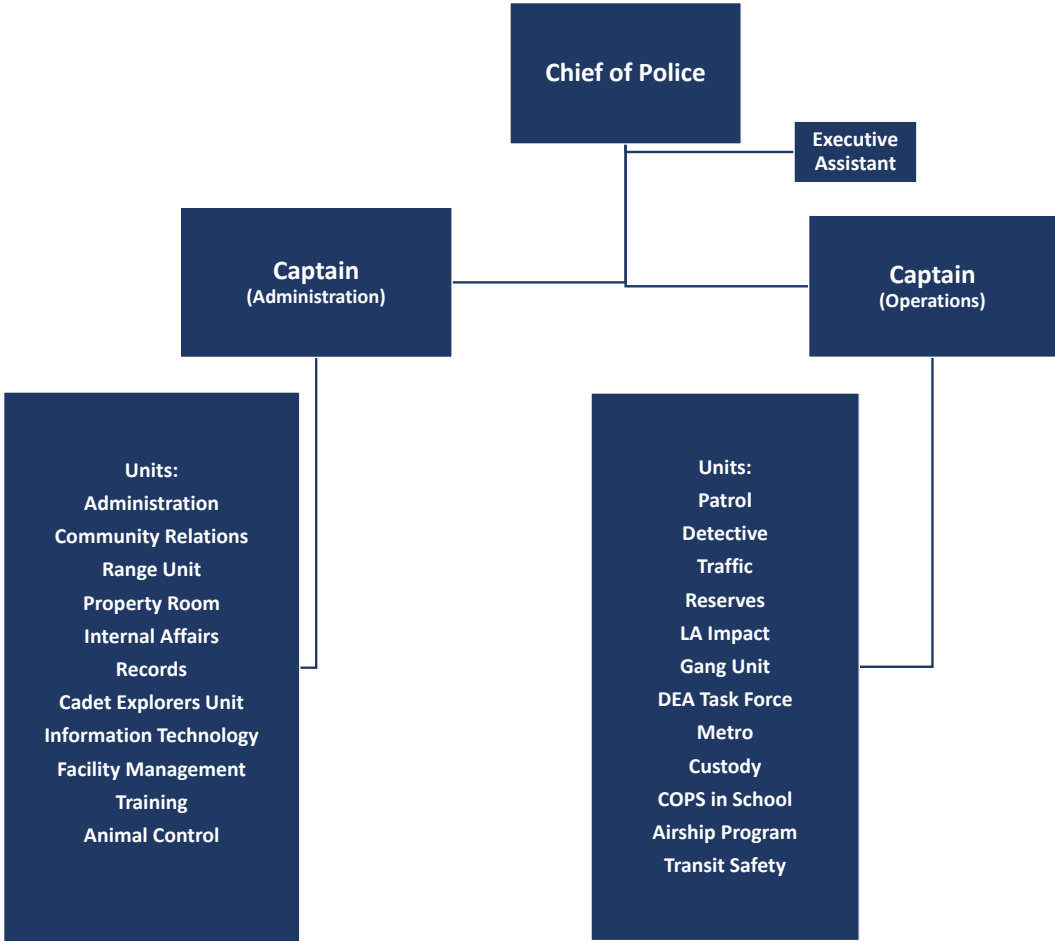 Chief of Police
Executive
Assistant
Captain
(Administration)
Captain
(Operations)
Units:
Administration
Community Relations
Range Unit
Property Room
Internal Affairs
Records
Cadet Explorers Unit
Information Technology
Facility Management
Training
Animal Control
Units:
Patrol
Detective
Traffic
Reserves
LA Impact
Gang Unit
DEA Task Force
Metro
Custody
COPS in School
Airship Program
Transit Safety